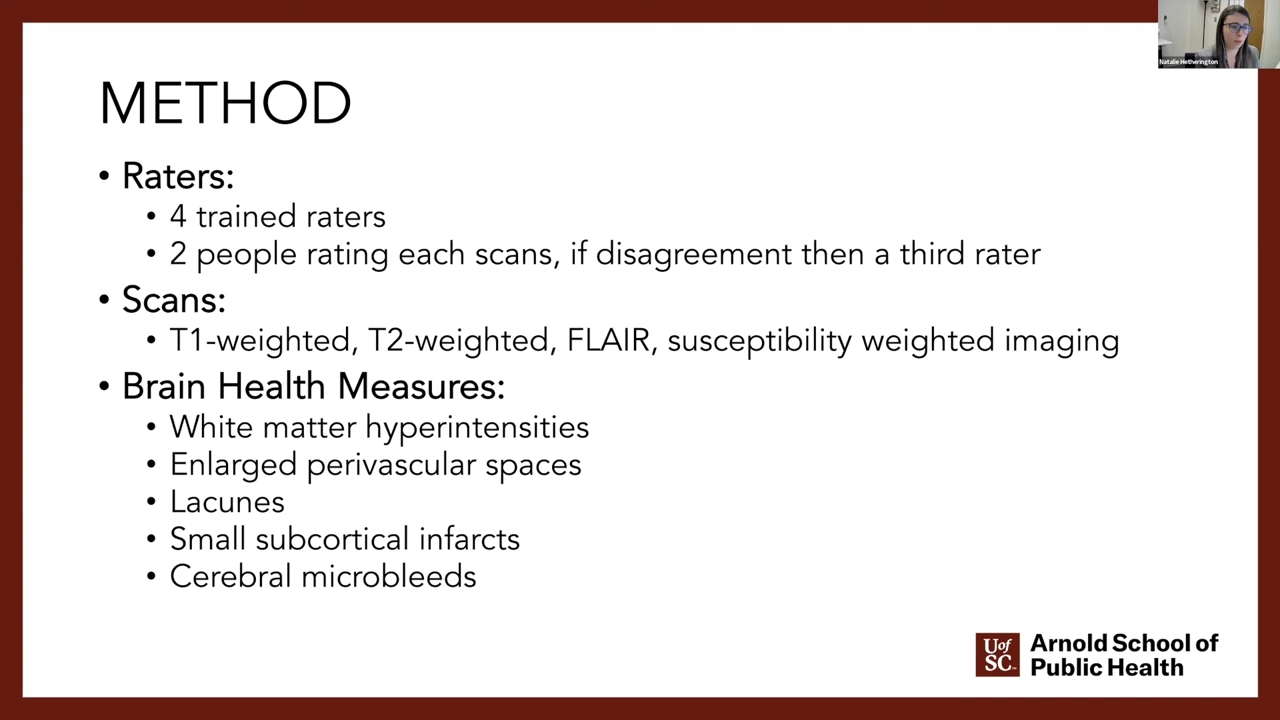 Natalie Hetherington
METHOD
• Raters:
• 4 trained raters
• 2 people rating each scans, if disagreement then a third rater
• Scans:
• T1-weighted, T2-weighted, FLAIR, susceptibility weighted imaging
• Brain Health Measures:
• White matter hyperintensities
• Enlarged perivascular spaces
• Lacunes
• Small subcortical infarcts
• Cerebral microbleeds
UofSC
Arnold School of
Public Health